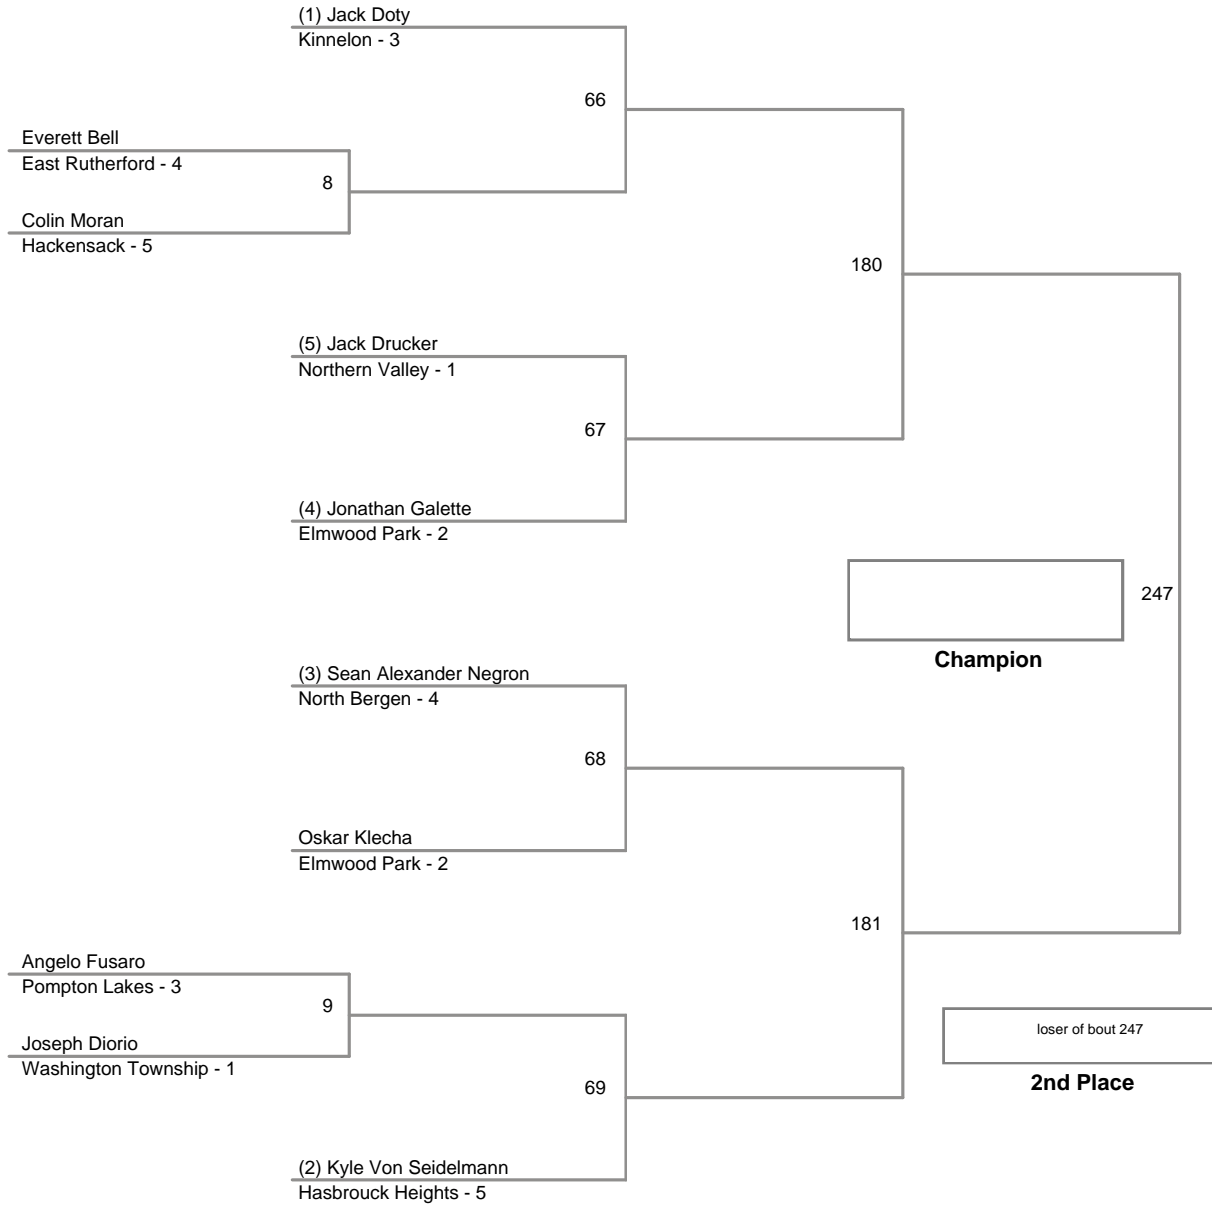 (1) Jack Doty
Kinnelon - 3
66
Everett Bell
East Rutherford - 4
8
Colin Moran
Hackensack - 5
180
(5) Jack Drucker
Northern Valley - 1
67
(4) Jonathan Galette
Elmwood Park - 2
247
Champion
(3) Sean Alexander Negron
North Bergen - 4
68
Oskar Klecha
Elmwood Park - 2
181
Angelo Fusaro
Pompton Lakes - 3
9
Joseph Diorio
Washington Township - 1
loser of bout 247
2nd Place
69
(2) Kyle Von Seidelmann
Hasbrouck Heights - 5